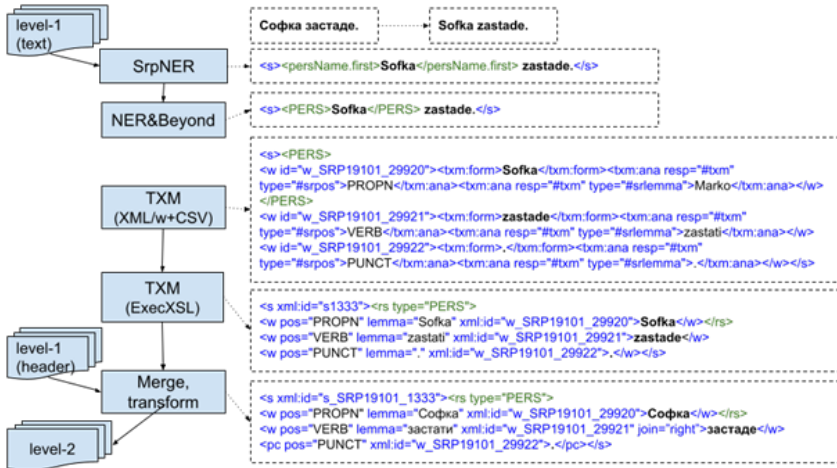 level-1
(text)
Софка застаде.
Sofka zastade.
SrpNER
<s><persName.first>Sofka</persName.first> zastade.</s>
NER&Beyond
<s><PERS>Sofka</PERS> zastade.</s>
TXM
(XML/w+CSV)
<s><PERS>
<w id="w_SRP19101_29920"><txm:form>Sofka</txm:form><txm:ana resp="#txm"
type="#srpos">PROPN</txm:ana><txm:ana resp="#txm" type="#srlemma">Marko</txm:ana></w>
</PERS>
<w id="w_SRP19101_29921"><txm:form>zastade</txm:form><txm:ana resp="#txm"
type="#srpos">VERB</txm:ana><txm:ana resp="#txm" type="#srlemma">zastati</txm:ana></w>
<w id="w_SRP19101_29922"><txm:form>.</txm:form><txm:ana resp="#txm"
type="#srpos">PUNCT</txm:ana><txm:ana resp="#txm" type="#srlemma">.</txm:ana></w></s>
TXM
(ExecXSL)
<s xml:id="s1333"><rs type="PERS">
<w pos="PROPN" lemma="Sofka" xml:id="w_SRP19101_29920">Sofka</w></rs>
<w pos="VERB" lemma="zastati" xml:id="w_SRP19101_29921">zastade</w>
<w pos="PUNCT" lemma="." xml:id="w_SRP19101_29922">.</w></s>
level-1
(header)
Merge,
transform
<s xml:id="s_SRP19101_1333"><rs type="PERS">
<w pos="PROPN" lemma="Софка" xml:id="w_SRP19101_29920">Софка</w></rs>
<w pos="VERB" lemma="застати" xml:id="w_SRP19101_29921" join="right">застаде</w>
<pc pos="PUNCT" xml:id="w_SRP19101_29922">.</pc></s>
level-2